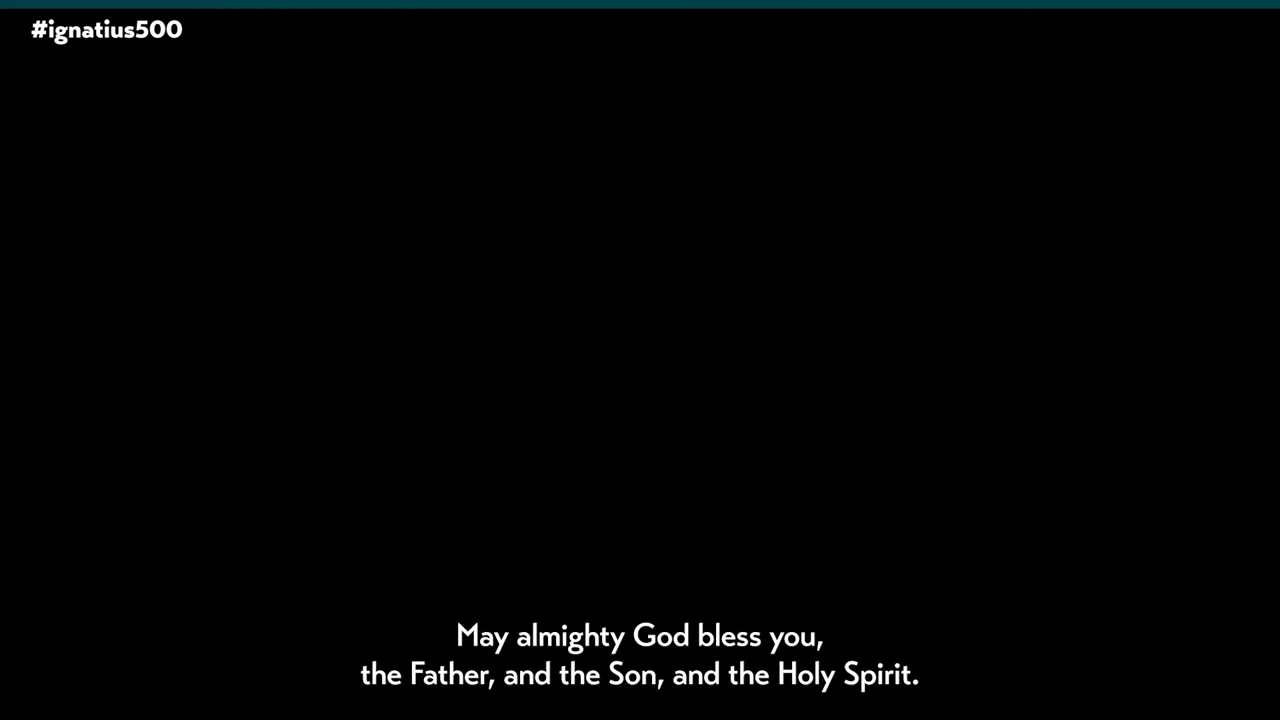 #ignatius500
May almighty God bless you,
the Father, and the Son, and the Holy Spirit.